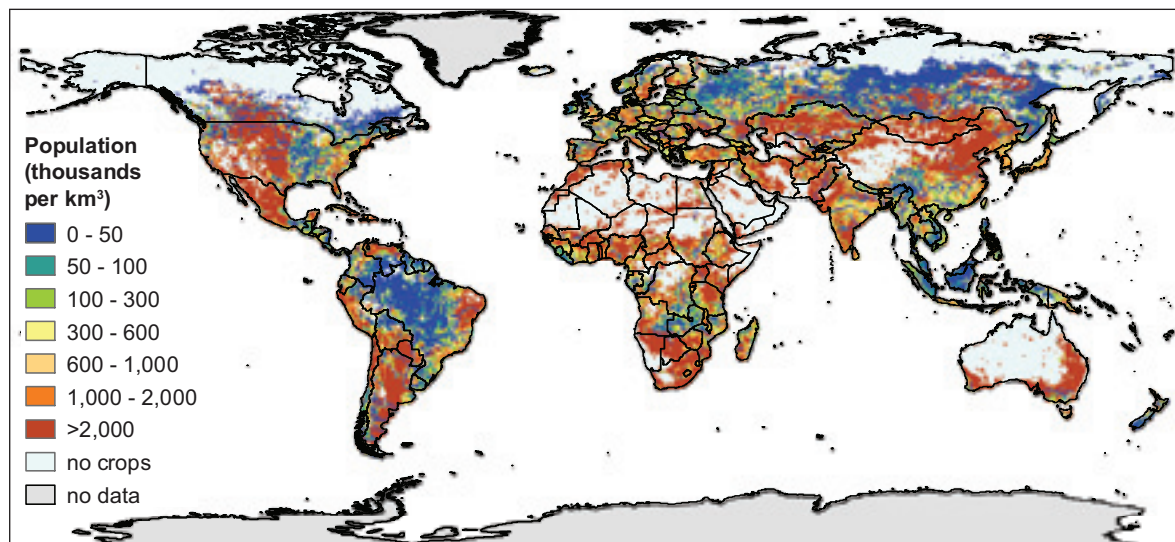 Population
(thousands
per km³)
0 - 50
50 - 100
100 - 300
300 - 600
600 - 1,000
1,000 - 2,000
>2,000
no crops
no data